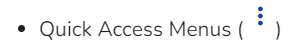 • Quick Access Menus ( ⋮ )